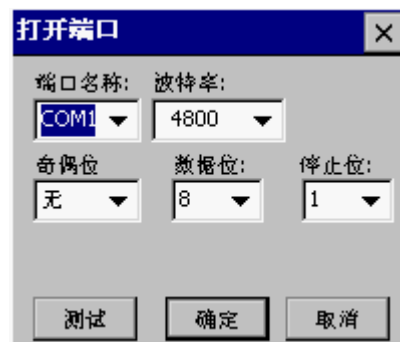 打开端口
端口名称: 波特率:
COM1 4800
奇偶位 数据位: 停止位:
无 8 1
测试 确定 取消